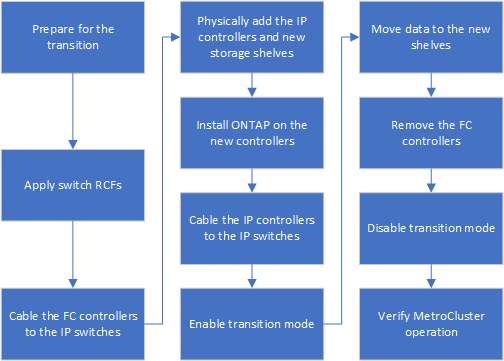 Prepare for the
transition
Apply switch RCFs
Cable the FC controllers
to the IP switches
Physically add the IP
controllers and new
storage shelves
Install ONTAP on the
new controllers
Cable the IP controllers
to the IP switches
Enable transition mode
Move data to the new
shelves
Remove the FC
controllers
Disable transition mode
Verify MetroCluster
operation